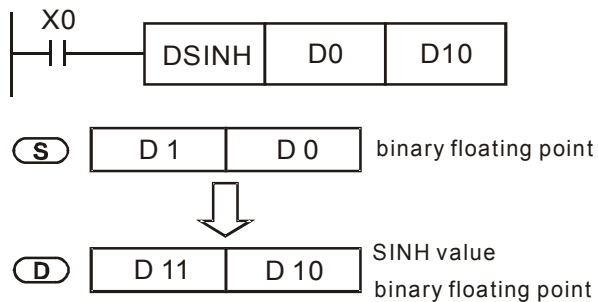 X0
DSINH D0 D10
S D 1 D 0 binary floating point
D D 11 D 10 SINH value
binary floating point